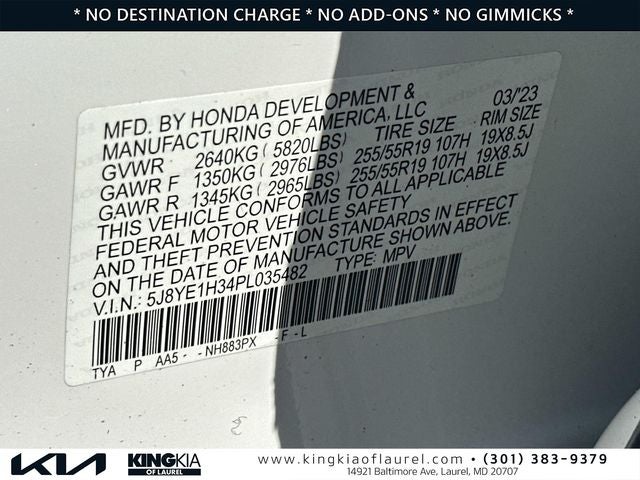 * NO DESTINATION CHARGE * NO ADD-ONS * NO GIMMICKS *
MFD. BY HONDA DEVELOPMENT &
MANUFACTURING OF AMERICA, LLC 03/'23
GVWR 2640KG ( 5820LBS) TIRE SIZE RIM SIZE
GAWR F 1350KG ( 2976LBS) 255/55R19 107H 19X8.5J
GAWR R 1345KG ( 2965LBS) 255/55R19 107H 19X8.5J
THIS VEHICLE CONFORMS TO ALL APPLICABLE
FEDERAL MOTOR VEHICLE SAFETY
AND THEFT PREVENTION STANDARDS IN EFFECT
ON THE DATE OF MANUFACTURE SHOWN ABOVE.
V.I.N.: 5J8YE1H34PL035482 TYPE: MPV
TYA P AA5- -NH883PX -F-L
KIA
KING KIA
OF LAUREL
www.kingkiaoflaurel.com • (301) 383-9379
14921 Baltimore Ave, Laurel, MD 20707